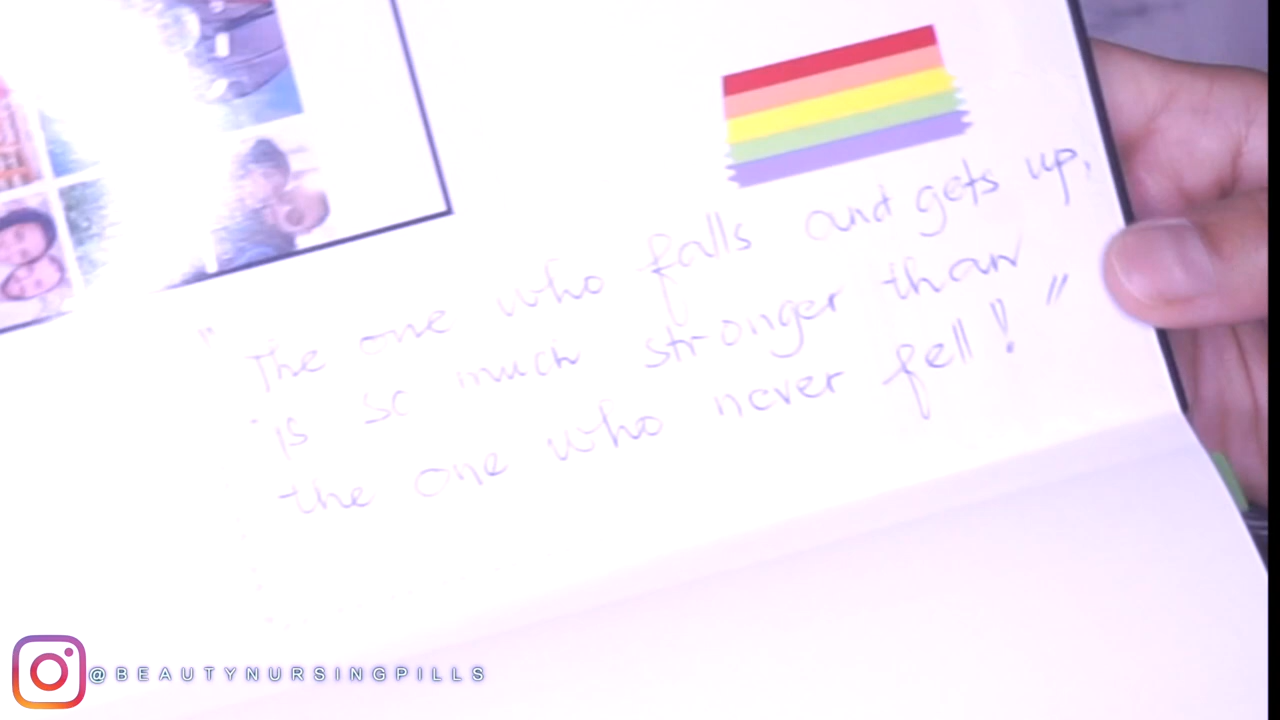 " The one who falls and gets up,
is so much stronger than
the one who never fell! "
@BEAUTYNURSINGPILLS